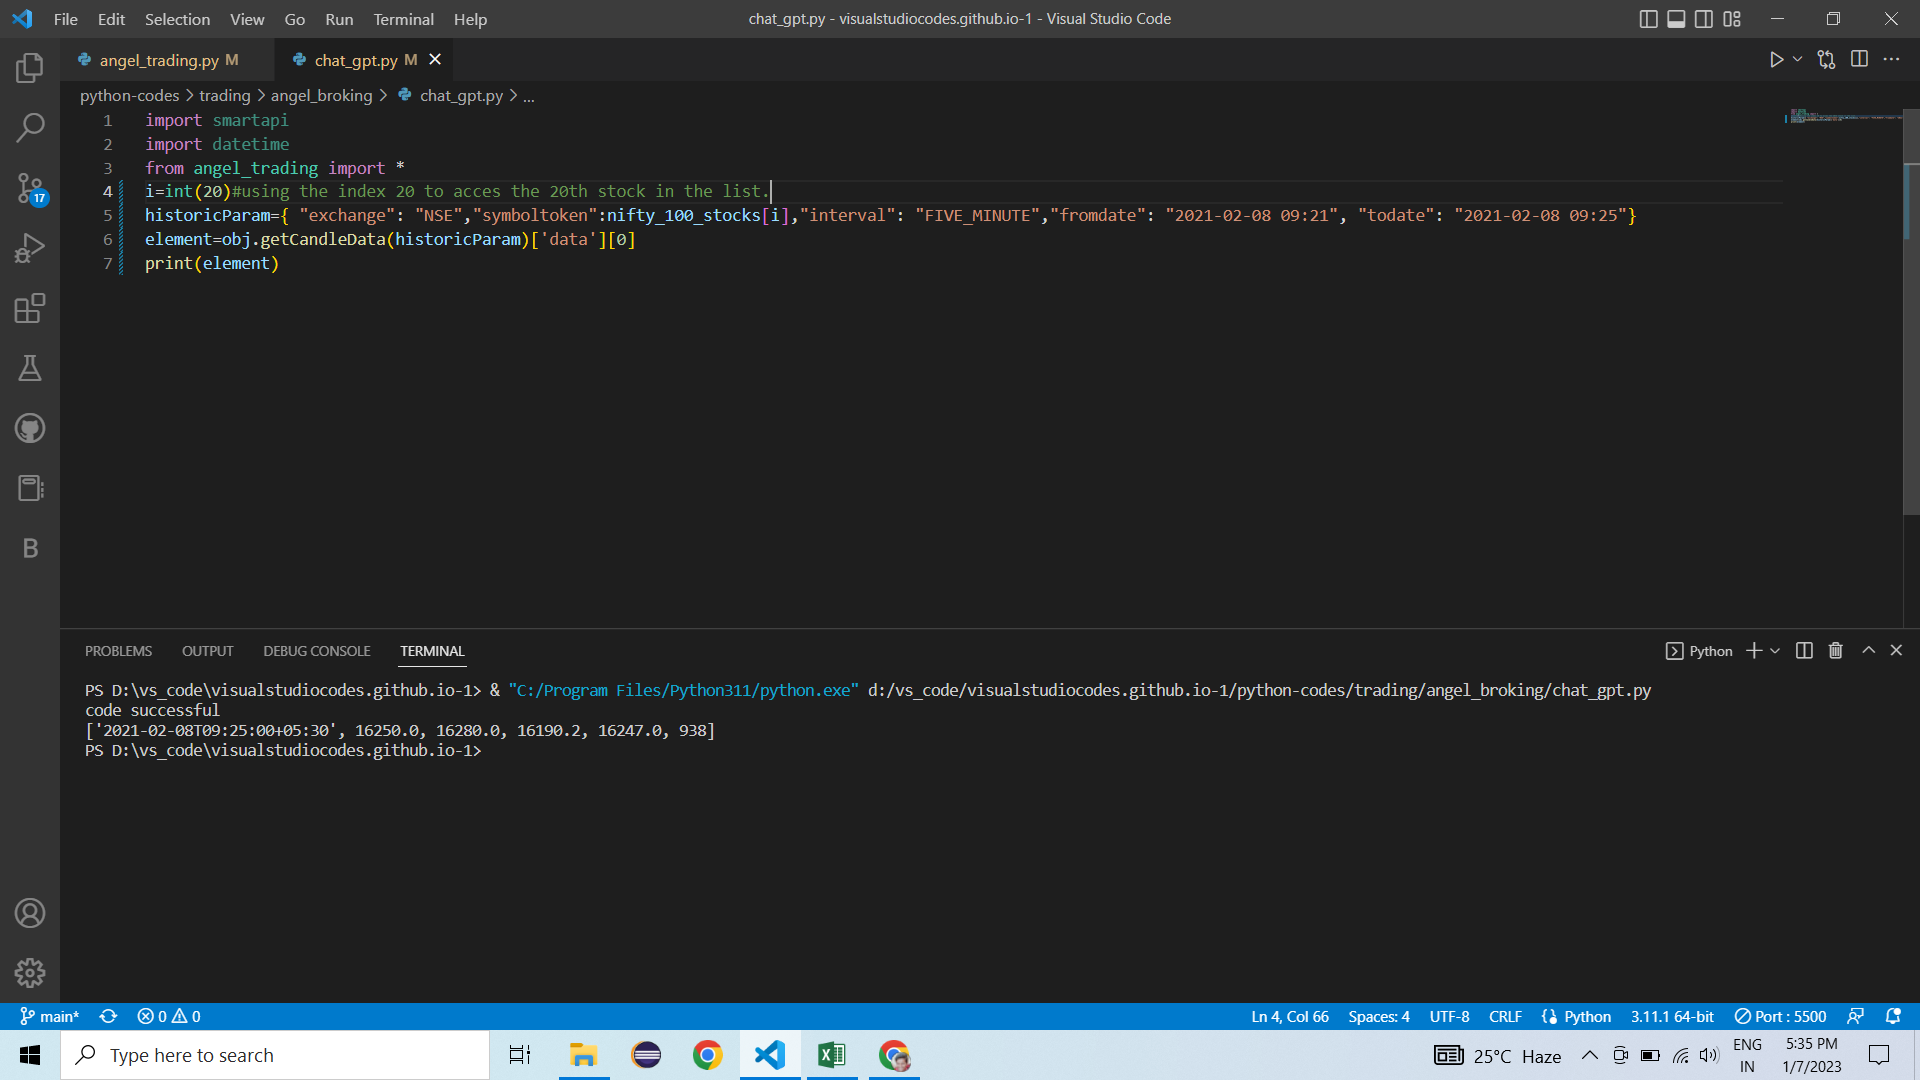 File Edit Selection View Go Run Terminal Help
chat_gpt.py - visualstudiocodes.github.io-1 - Visual Studio Code
angel_trading.py M
chat_gpt.py M
python-codes > trading > angel_broking > chat_gpt.py > ...
1 import smartapi
2 import datetime
3 from angel_trading import *
4 i=int(20)#using the index 20 to acces the 20th stock in the list.
5 historicParam={ "exchange": "NSE","symboltoken":nifty_100_stocks[i],"interval": "FIVE_MINUTE","fromdate": "2021-02-08 09:21", "todate": "2021-02-08 09:25"}
6 element=obj.getCandleData(historicParam)['data'][0]
7 print(element)
17
B
PROBLEMS OUTPUT DEBUG CONSOLE TERMINAL
Python
PS D:\vs_code\visualstudiocodes.github.io-1> & "C:/Program Files/Python311/python.exe" d:/vs_code/visualstudiocodes.github.io-1/python-codes/trading/angel_broking/chat_gpt.py
code successful
['2021-02-08T09:25:00+05:30', 16250.0, 16280.0, 16190.2, 16247.0, 938]
PS D:\vs_code\visualstudiocodes.github.io-1>
main* 0 0
Ln 4, Col 66 Spaces: 4 UTF-8 CRLF Python 3.11.1 64-bit Port : 5500
Type here to search
25°C Haze
ENG
IN
5:35 PM
1/7/2023